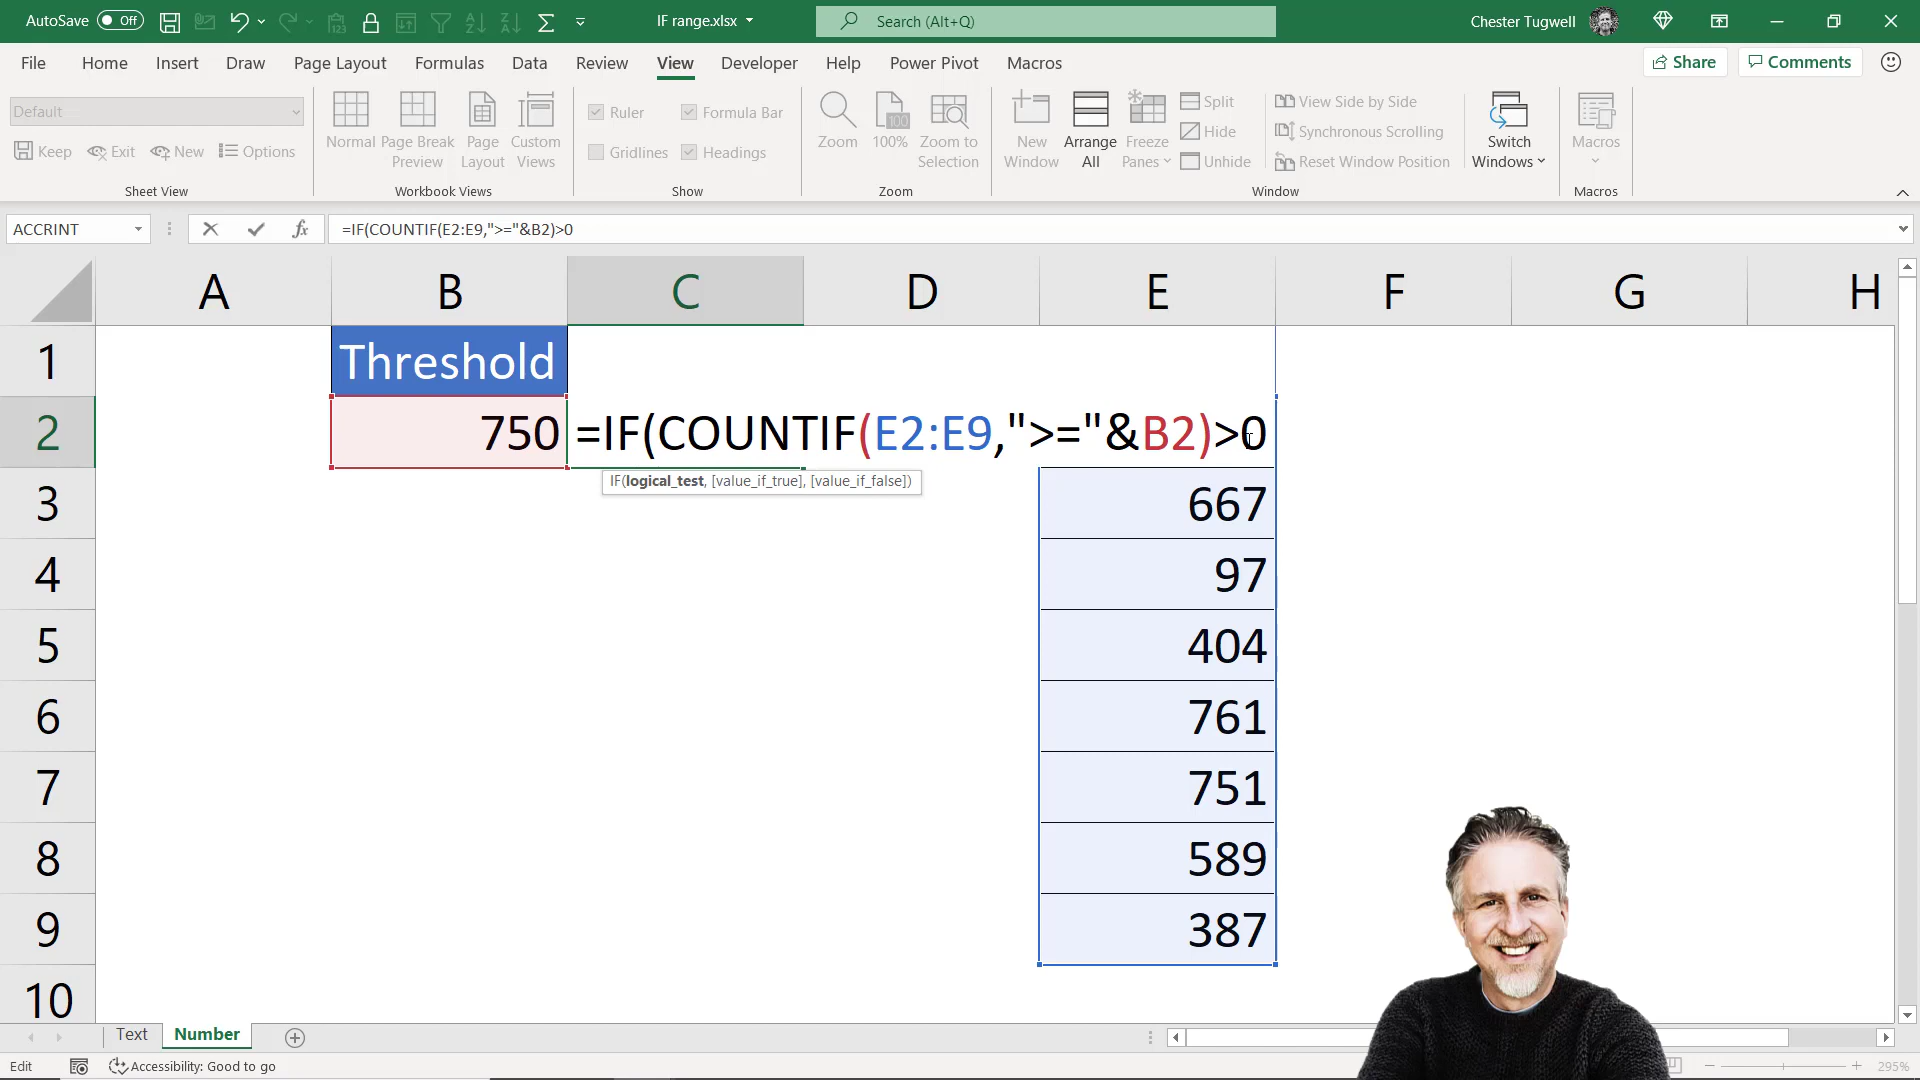 AutoSave Off IF range.xlsx Search (Alt+Q) Chester Tugwell
File Home Insert Draw Page Layout Formulas Data Review View Developer Help Power Pivot Macros Share Comments
Default
Keep Exit New Options
Sheet View
Normal Page Break Preview Page Layout Custom Views
Workbook Views
Ruler Formula Bar
Gridlines Headings
Show
Zoom 100% Zoom to Selection
Zoom
New Window Arrange All Freeze Panes
Split
Hide
Unhide
View Side by Side
Synchronous Scrolling
Reset Window Position
Switch Windows
Window
Macros
Macros
ACCRINT fx =IF(COUNTIF(E2:E9,">="&B2)>0
A B C D E F G H
1 Threshold
2 750 =IF(COUNTIF(E2:E9,">="&B2)>0
IF(logical_test, [value_if_true], [value_if_false])
3 667
4 97
5 404
6 761
7 751
8 589
9 387
10
Text Number
Edit Accessibility: Good to go 295%